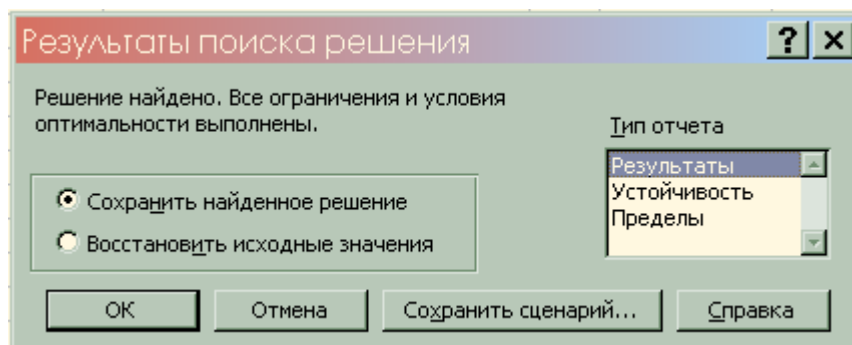 Результаты поиска решения
? ×
Решение найдено. Все ограничения и условия
оптимальности выполнены.
Тип отчета
Результаты
Устойчивость
Пределы
Сохранить найденное решение
Восстановить исходные значения
ОК Отмена Сохранить сценарий... Справка